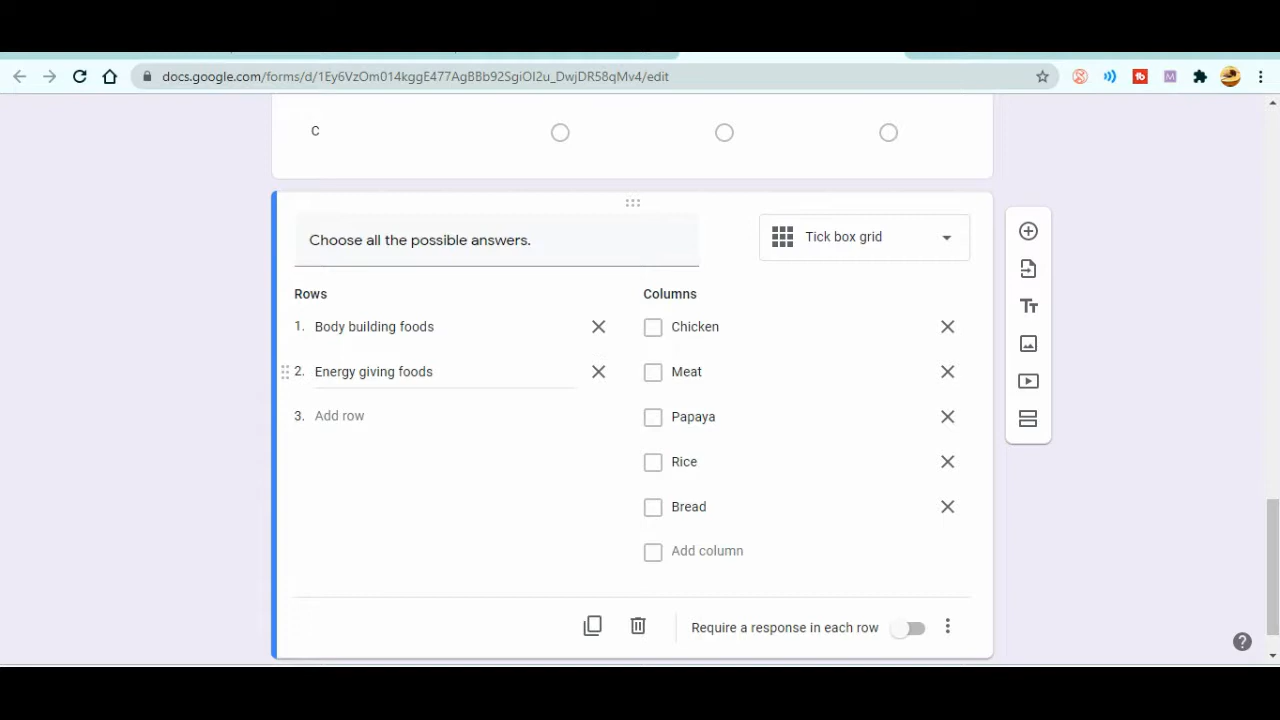 docs.google.com/forms/d/1Ey6VzOm014kggE477AgBBb92SgiOI2u_DwjDR58qMv4/edit
C
Choose all the possible answers.
Tick box grid
Rows
Columns
1. Body building foods
Chicken
2. Energy giving foods
Meat
3. Add row
Papaya
Rice
Bread
Add column
Require a response in each row